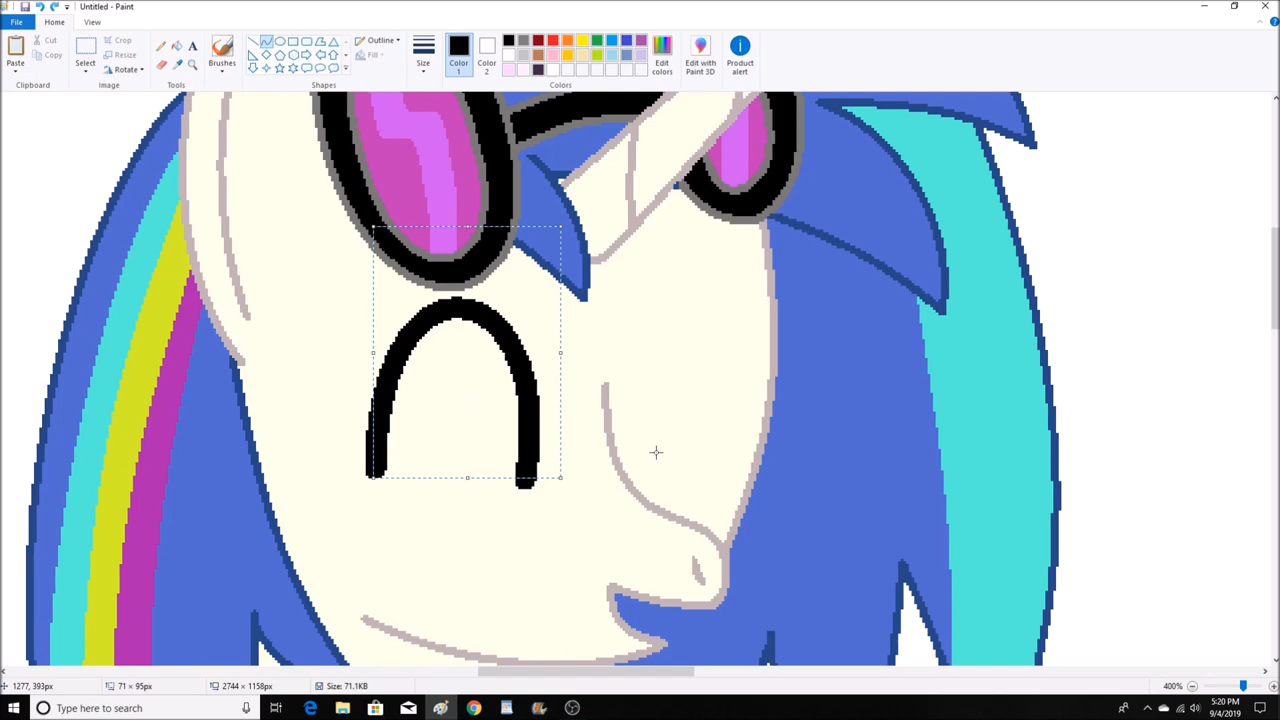 Untitled - Paint
File
Home
View
Paste
Cut
Copy
Clipboard
Select
Crop
Resize
Rotate
Image
Tools
Brushes
Outline
Fill
Shapes
Size
Color
1
Color
2
Edit
colors
Colors
Edit with
Paint 3D
Product
alert
1277, 393px
71 × 95px
2744 × 1158px
Size: 71.1KB
400%
Type here to search
5:20 PM
9/4/2019